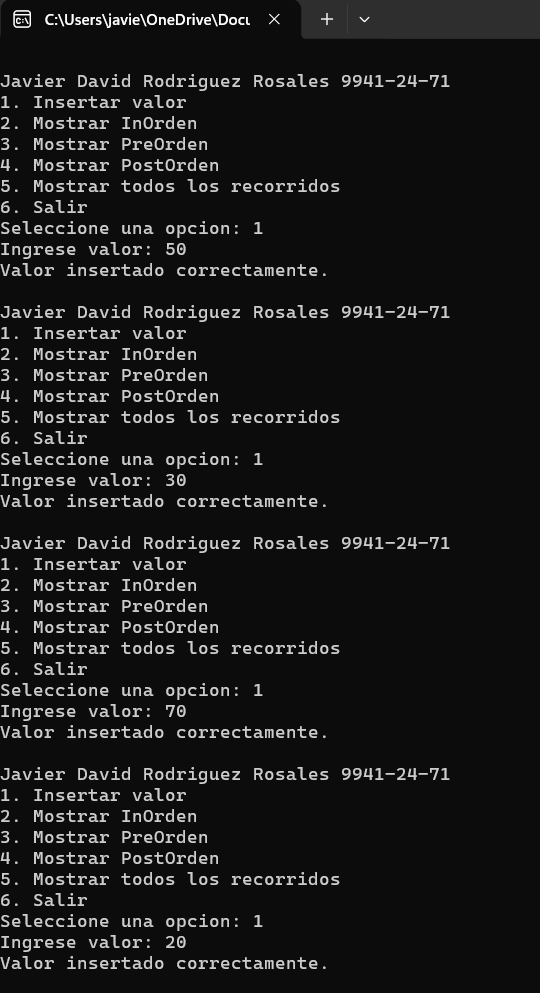 C:\Users\javie\OneDrive\Docu
Javier David Rodriguez Rosales 9941-24-71
1. Insertar valor
2. Mostrar InOrden
3. Mostrar PreOrden
4. Mostrar PostOrden
5. Mostrar todos los recorridos
6. Salir
Seleccione una opcion: 1
Ingrese valor: 50
Valor insertado correctamente.
Javier David Rodriguez Rosales 9941-24-71
1. Insertar valor
2. Mostrar InOrden
3. Mostrar PreOrden
4. Mostrar PostOrden
5. Mostrar todos los recorridos
6. Salir
Seleccione una opcion: 1
Ingrese valor: 30
Valor insertado correctamente.
Javier David Rodriguez Rosales 9941-24-71
1. Insertar valor
2. Mostrar InOrden
3. Mostrar PreOrden
4. Mostrar PostOrden
5. Mostrar todos los recorridos
6. Salir
Seleccione una opcion: 1
Ingrese valor: 70
Valor insertado correctamente.
Javier David Rodriguez Rosales 9941-24-71
1. Insertar valor
2. Mostrar InOrden
3. Mostrar PreOrden
4. Mostrar PostOrden
5. Mostrar todos los recorridos
6. Salir
Seleccione una opcion: 1
Ingrese valor: 20
Valor insertado correctamente.